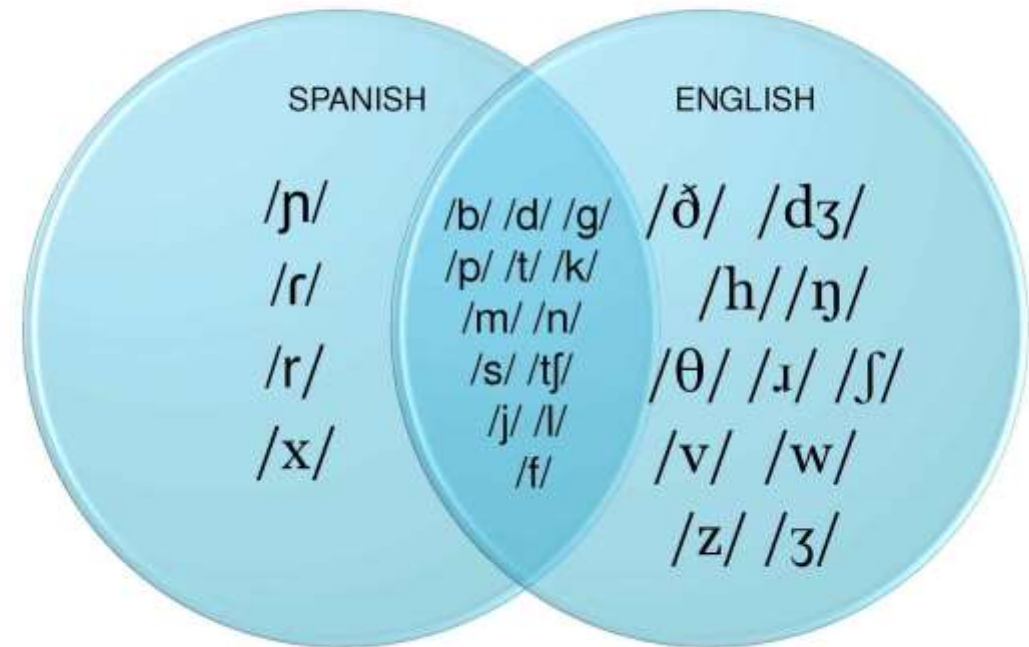 SPANISH
ENGLISH
/ɲ/
/ɾ/
/r/
/x/
/b/ /d/ /g/
/p/ /t/ /k/
/m/ /n/
/s/ /tʃ/
/j/ /l/
/f/
/ð/ /dʒ/
/h/ /ŋ/
/θ/ /ɹ/ /ʃ/
/v/ /w/
/z/ /ʒ/